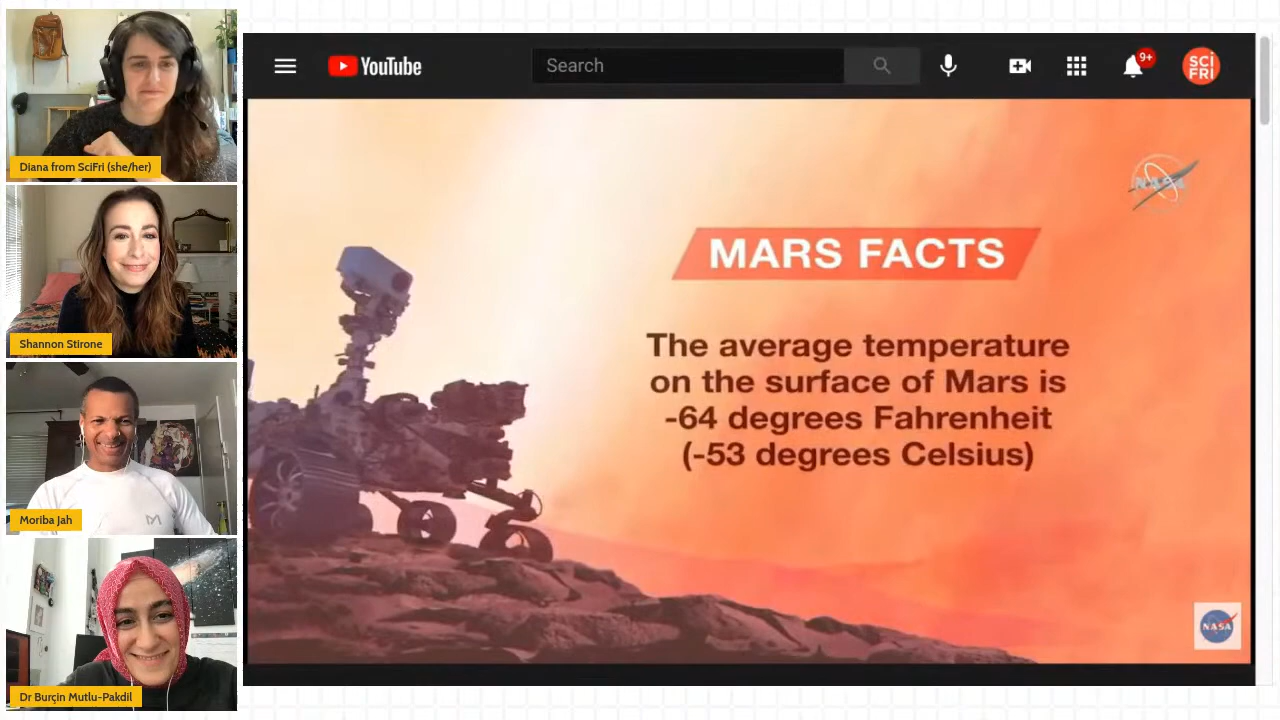 Diana from SciFri (she/her)
Shannon Stirone
Moriba Jah
Dr Burçin Mutlu-Pakdil
YouTube
Search
9+
SCI
FRI
NASA
MARS FACTS
The average temperature
on the surface of Mars is
-64 degrees Fahrenheit
(-53 degrees Celsius)
NASA